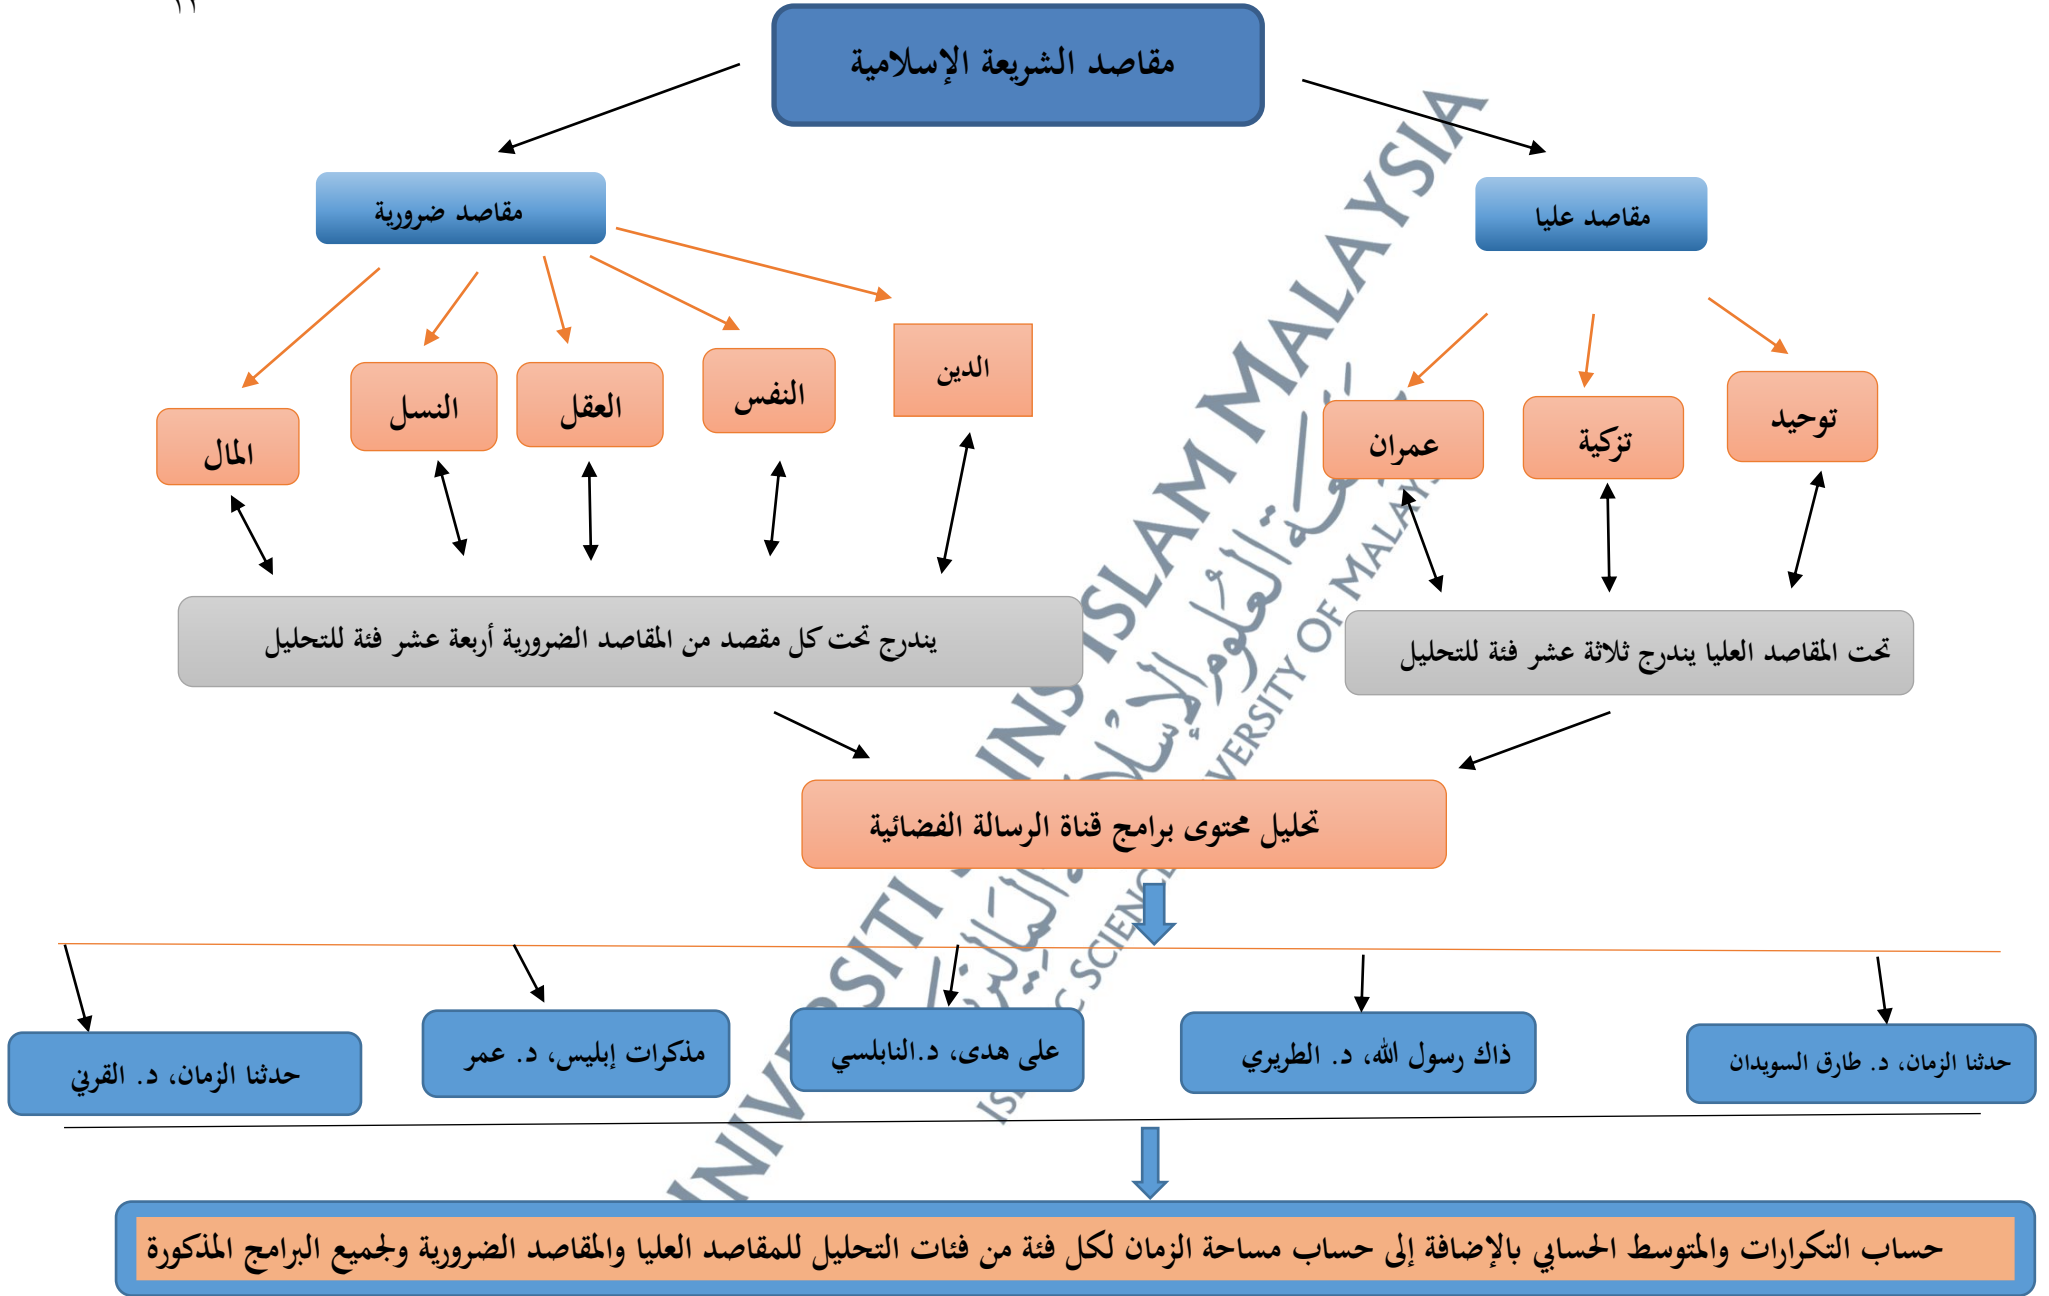 مقاصد الشريعة الإسلامية
مقاصد عليا
مقاصد ضرورية
توحيد
تزكية
عمران
الدين
النفس
العقل
النسل
المال
تحت المقاصد العليا يندرج ثلاثة عشر فئة للتحليل
يندرج تحت كل مقصد من المقاصد الضرورية أربعة عشر فئة للتحليل
تحليل محتوى برامج قناة الرسالة الفضائية
حدثنا الزمان، د. طارق السويدان
ذاك رسول الله، د. الطريري
على هدى، د.النابلسي
مذكرات إبليس، د. عمر
حدثنا الزمان، د. القرني
حساب التكرارات والمتوسط الحسابي بالإضافة إلى حساب مساحة الزمان لكل فئة من فئات التحليل للمقاصد العليا والمقاصد الضرورية ولجميع البرامج المذكورة